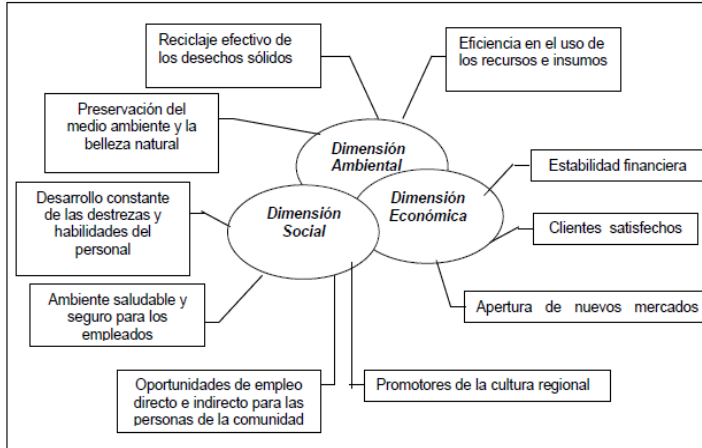 Reciclaje efectivo de
los desechos sólidos
Eficiencia en el uso de
los recursos e insumos
Preservación del
medio ambiente y la
belleza natural
Dimensión
Ambiental
Estabilidad financiera
Desarrollo constante
de las destrezas y
habilidades del
personal
Dimensión
Social
Dimensión
Económica
Clientes satisfechos
Ambiente saludable y
seguro para los
empleados
Apertura de nuevos mercados
Oportunidades de empleo
directo e indirecto para las
personas de la comunidad
Promotores de la cultura regional